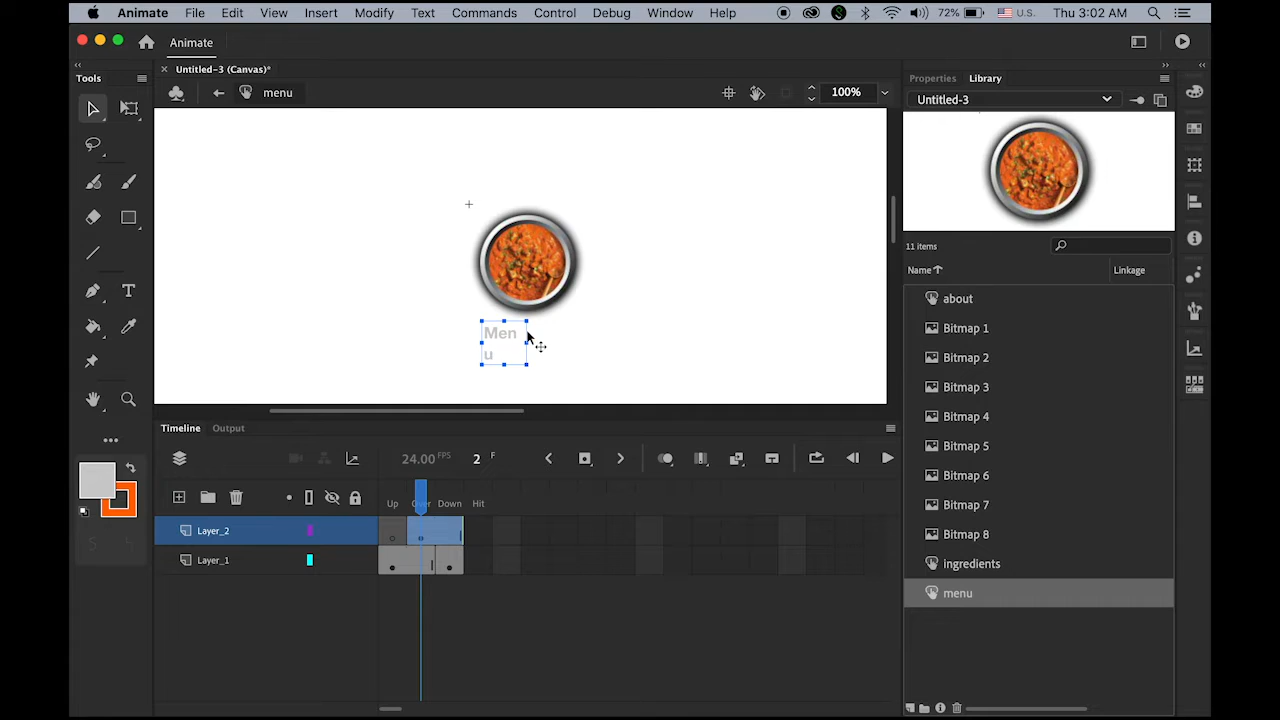 Animate File Edit View Insert Modify Text Commands Control Debug Window Help 72% U.S. Thu 3:02 AM
Animate
Tools
Untitled-3 (Canvas)*
menu
100%
Properties Library
Untitled-3
11 items
Name Linkage
about
Bitmap 1
Bitmap 2
Bitmap 3
Bitmap 4
Bitmap 5
Bitmap 6
Bitmap 7
Bitmap 8
ingredients
menu
Men
u
Timeline Output
24.00 FPS 2 F
Up Over Down Hit
Layer_2
Layer_1